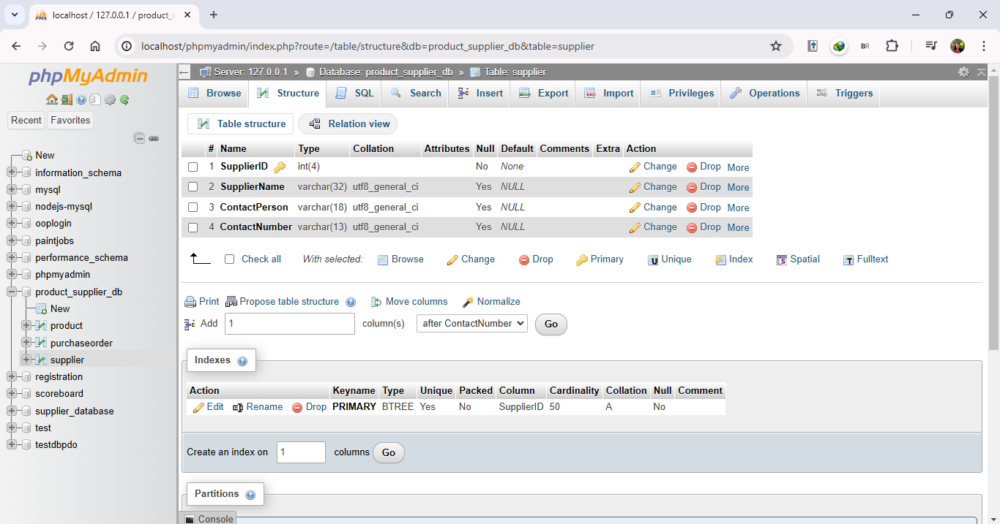 localhost / 127.0.0.1 / product_s
localhost/phpmyadmin/index.php?route=/table/structure&db=product_supplier_db&table=supplier
BR
phpMyAdmin
Recent Favorites
New
information_schema
mysql
nodejs-mysql
ooplogin
paintjobs
performance_schema
phpmyadmin
product_supplier_db
New
product
purchaseorder
supplier
registration
scoreboard
supplier_database
test
testdbpdo
Server: 127.0.0.1 » Database: product_supplier_db » Table: supplier
Browse Structure SQL Search Insert Export Import Privileges Operations Triggers
Table structure Relation view
# Name Type Collation Attributes Null Default Comments Extra Action
1 SupplierID int(4) No None Change Drop More
2 SupplierName varchar(32) utf8_general_ci Yes NULL Change Drop More
3 ContactPerson varchar(18) utf8_general_ci Yes NULL Change Drop More
4 ContactNumber varchar(13) utf8_general_ci Yes NULL Change Drop More
Check all With selected: Browse Change Drop Primary Unique Index Spatial Fulltext
Print Propose table structure Move columns Normalize
Add 1 column(s) after ContactNumber Go
Indexes
Action Keyname Type Unique Packed Column Cardinality Collation Null Comment
Edit Rename Drop PRIMARY BTREE Yes No SupplierID 50 A No
Create an index on 1 columns Go
Partitions
Console